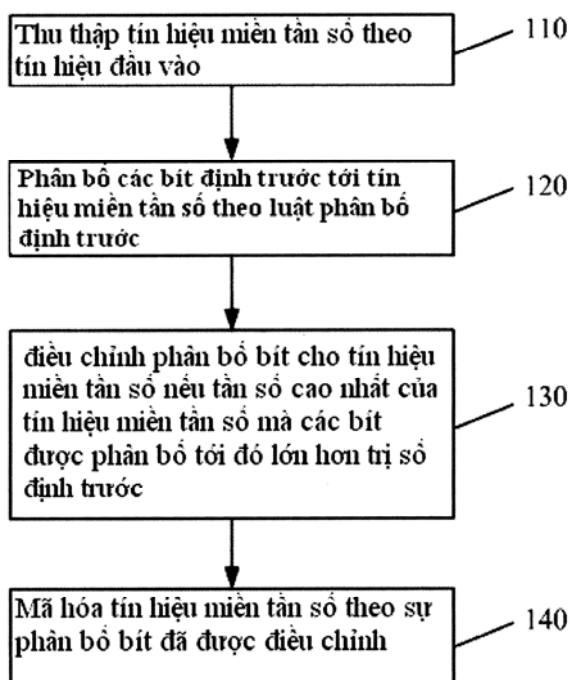 Thu thập tín hiệu miền tần số theo
tín hiệu đầu vào
110
Phân bổ các bít định trước tới tín
hiệu miền tần số theo luật phân bổ
định trước
120
điều chỉnh phân bổ bít cho tín hiệu
miền tần số nếu tần số cao nhất của
tín hiệu miền tần số mà các bít
được phân bổ tới đó lớn hơn trị số
định trước
130
Mã hóa tín hiệu miền tần số theo sự
phân bổ bít đã được điều chỉnh
140